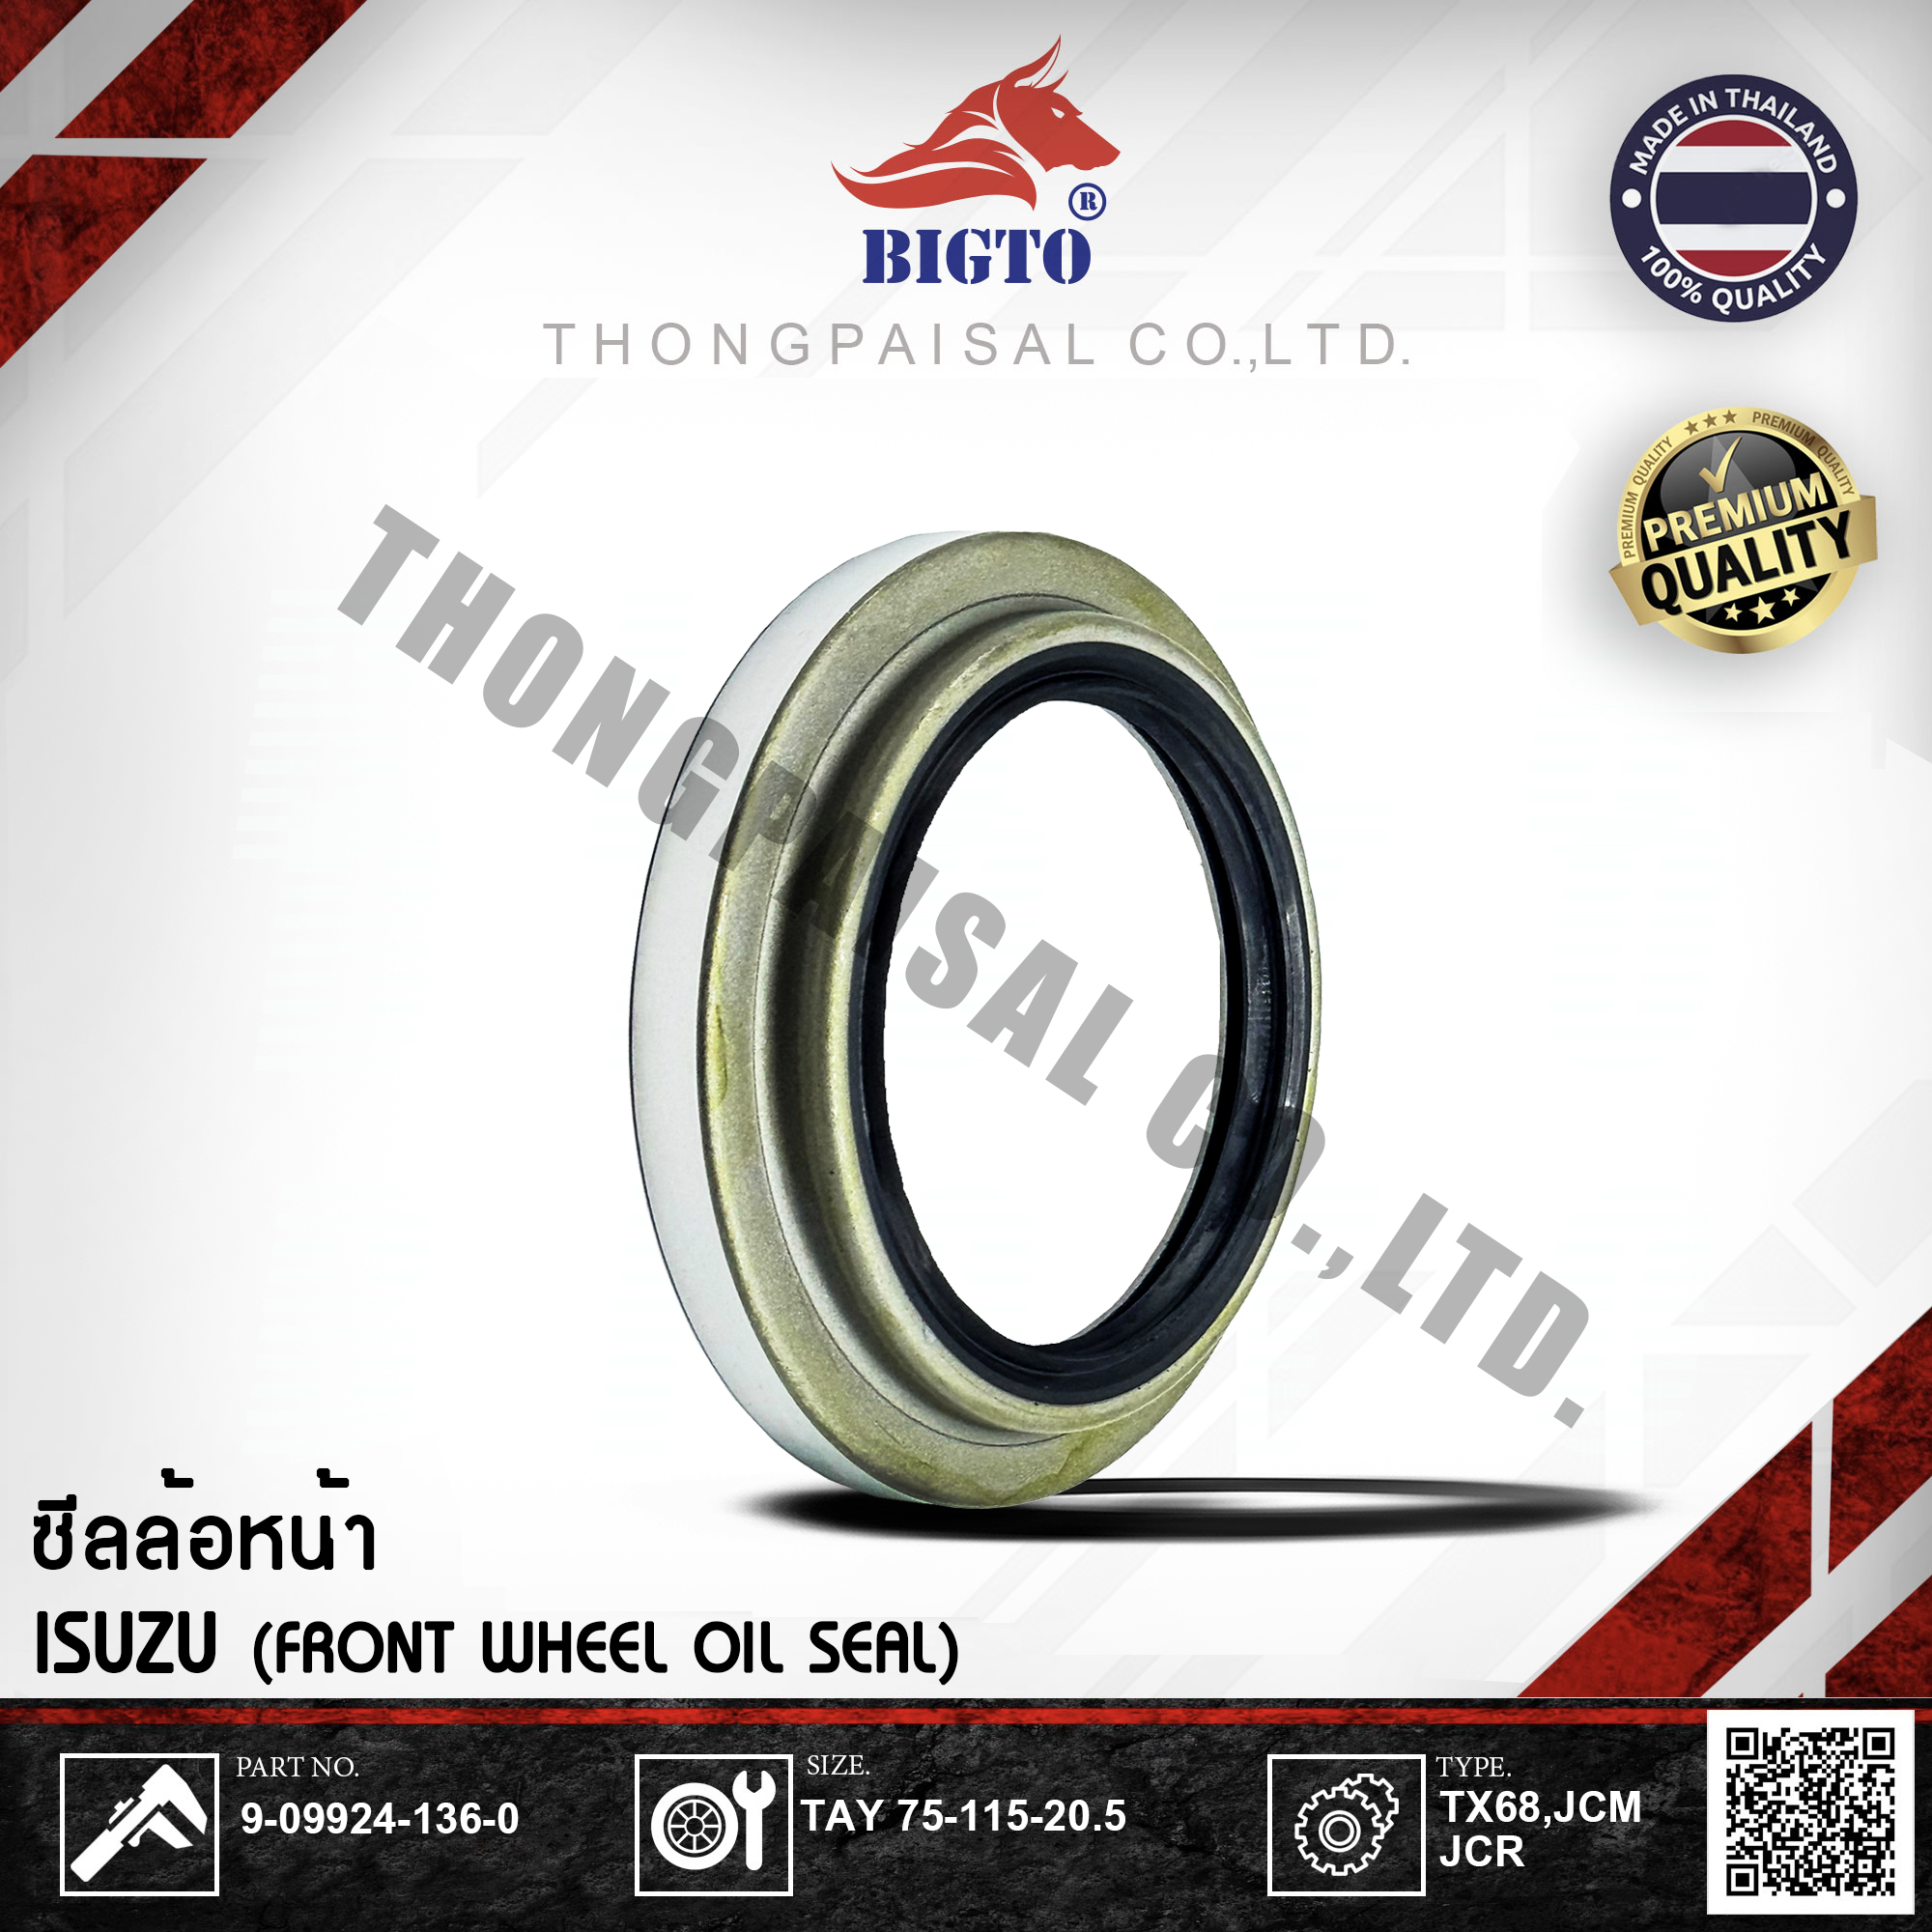 ®
BIGTO
THONGPAISAL CO.,LTD.
MADE IN THAILAND
100% QUALITY
PREMIUM QUALITY ★★★ PREMIUM QUALITY
PREMIUM
QUALITY
THONGPAISAL CO.,LTD.
ซีลล้อหน้า
ISUZU (FRONT WHEEL OIL SEAL)
PART NO.
9-09924-136-0
SIZE.
TAY 75-115-20.5
TYPE.
TX68,JCM
JCR